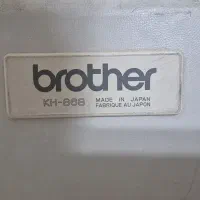 brother
KH-868 MADE IN JAPAN
FABRIQUE AU JAPON